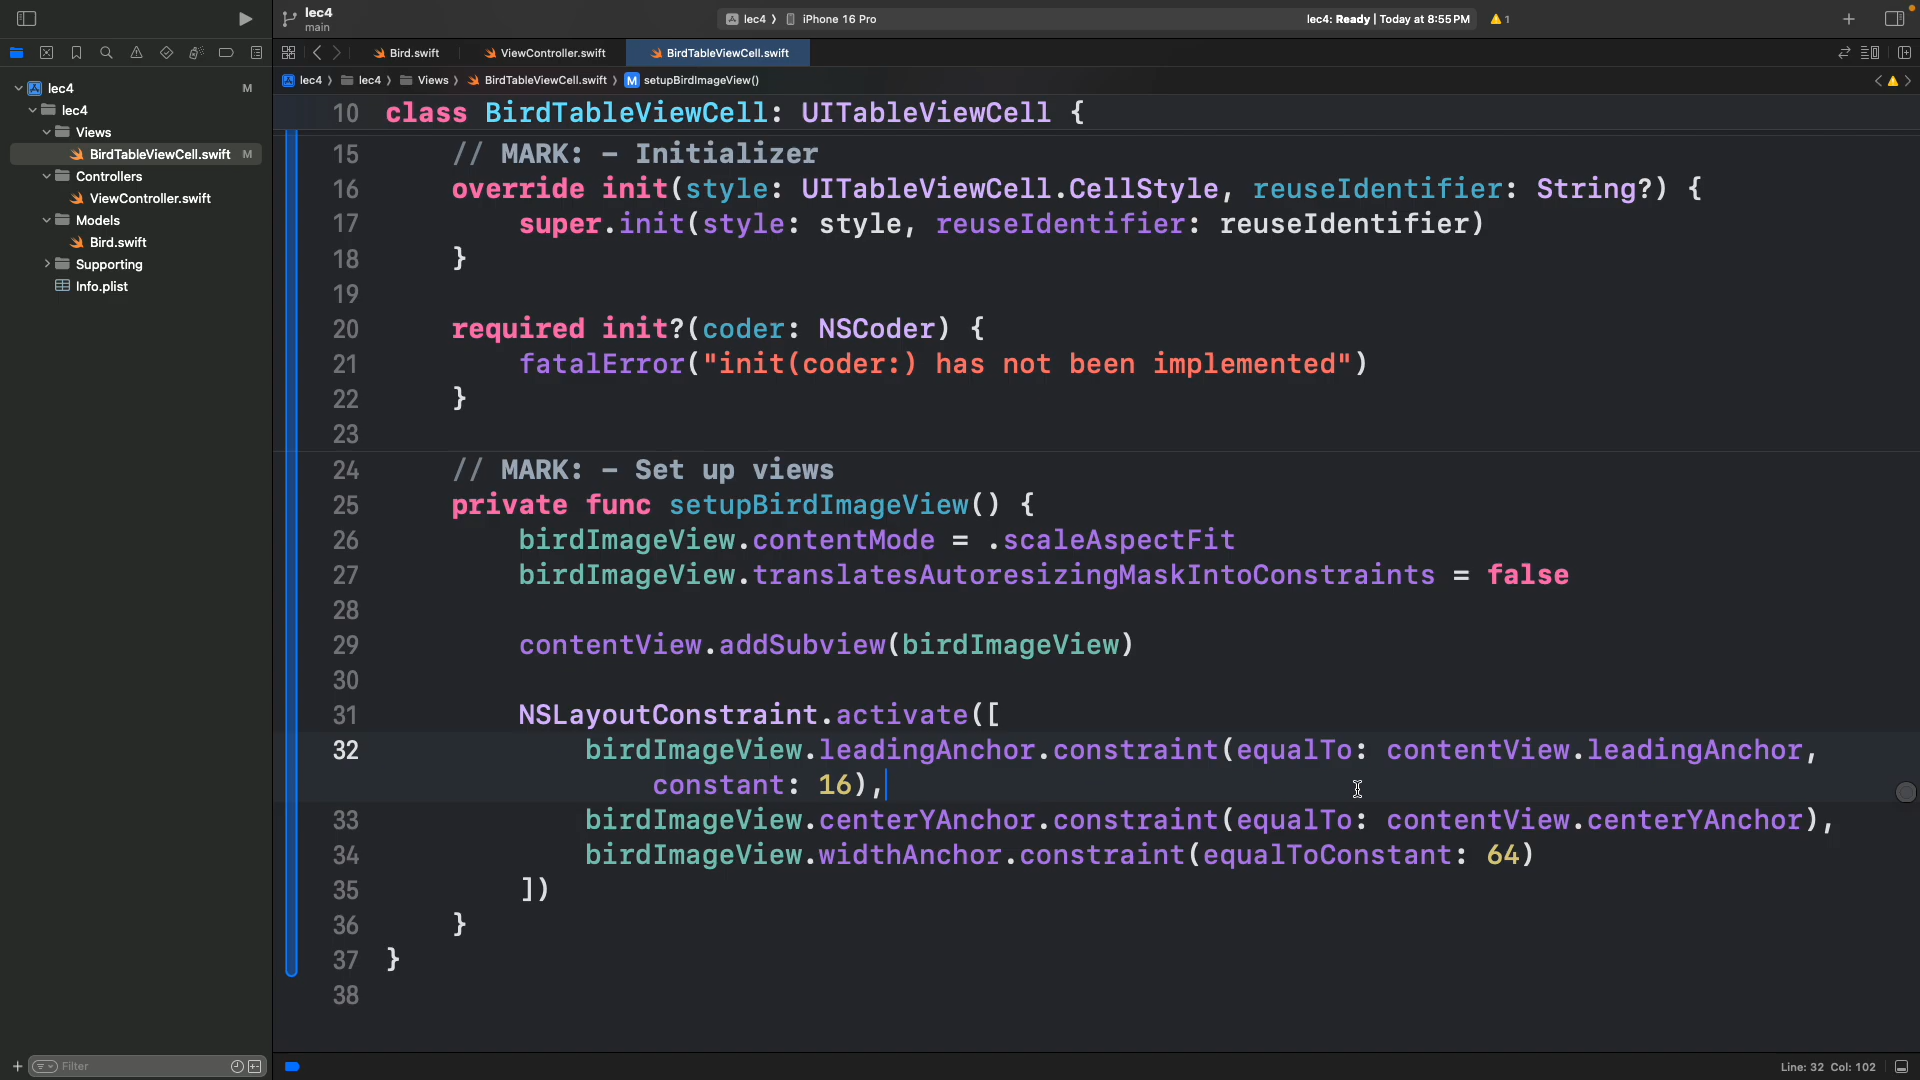 lec4
main
lec4 〉 iPhone 16 Pro
lec4: Ready | Today at 8:55 PM
1
Bird.swift
ViewController.swift
BirdTableViewCell.swift
lec4 〉 lec4 〉 Views 〉 BirdTableViewCell.swift 〉 M setupBirdImageView()
lec4 M
lec4
Views
BirdTableViewCell.swift M
Controllers
ViewController.swift
Models
Bird.swift
Supporting
Info.plist
10 class BirdTableViewCell: UITableViewCell {
15 // MARK: - Initializer
16 override init(style: UITableViewCell.CellStyle, reuseIdentifier: String?) {
17 super.init(style: style, reuseIdentifier: reuseIdentifier)
18 }
19
20 required init?(coder: NSCoder) {
21 fatalError("init(coder:) has not been implemented")
22 }
23
24 // MARK: - Set up views
25 private func setupBirdImageView() {
26 birdImageView.contentMode = .scaleAspectFit
27 birdImageView.translatesAutoresizingMaskIntoConstraints = false
28
29 contentView.addSubview(birdImageView)
30
31 NSLayoutConstraint.activate([
32 birdImageView.leadingAnchor.constraint(equalTo: contentView.leadingAnchor,
constant: 16),
33 birdImageView.centerYAnchor.constraint(equalTo: contentView.centerYAnchor),
34 birdImageView.widthAnchor.constraint(equalToConstant: 64)
35 ])
36 }
37 }
38
Filter
Line: 32 Col: 102